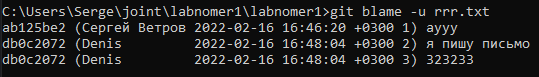 C:\Users\Serge\joint\labnomer1\labnomer1>git blame -u rrr.txt
ab125be2 (Сергей Ветров 2022-02-16 16:46:20 +0300 1) аууу
db0c2072 (Denis         2022-02-16 16:48:04 +0300 2) я пишу письмо
db0c2072 (Denis         2022-02-16 16:48:04 +0300 3) 323233